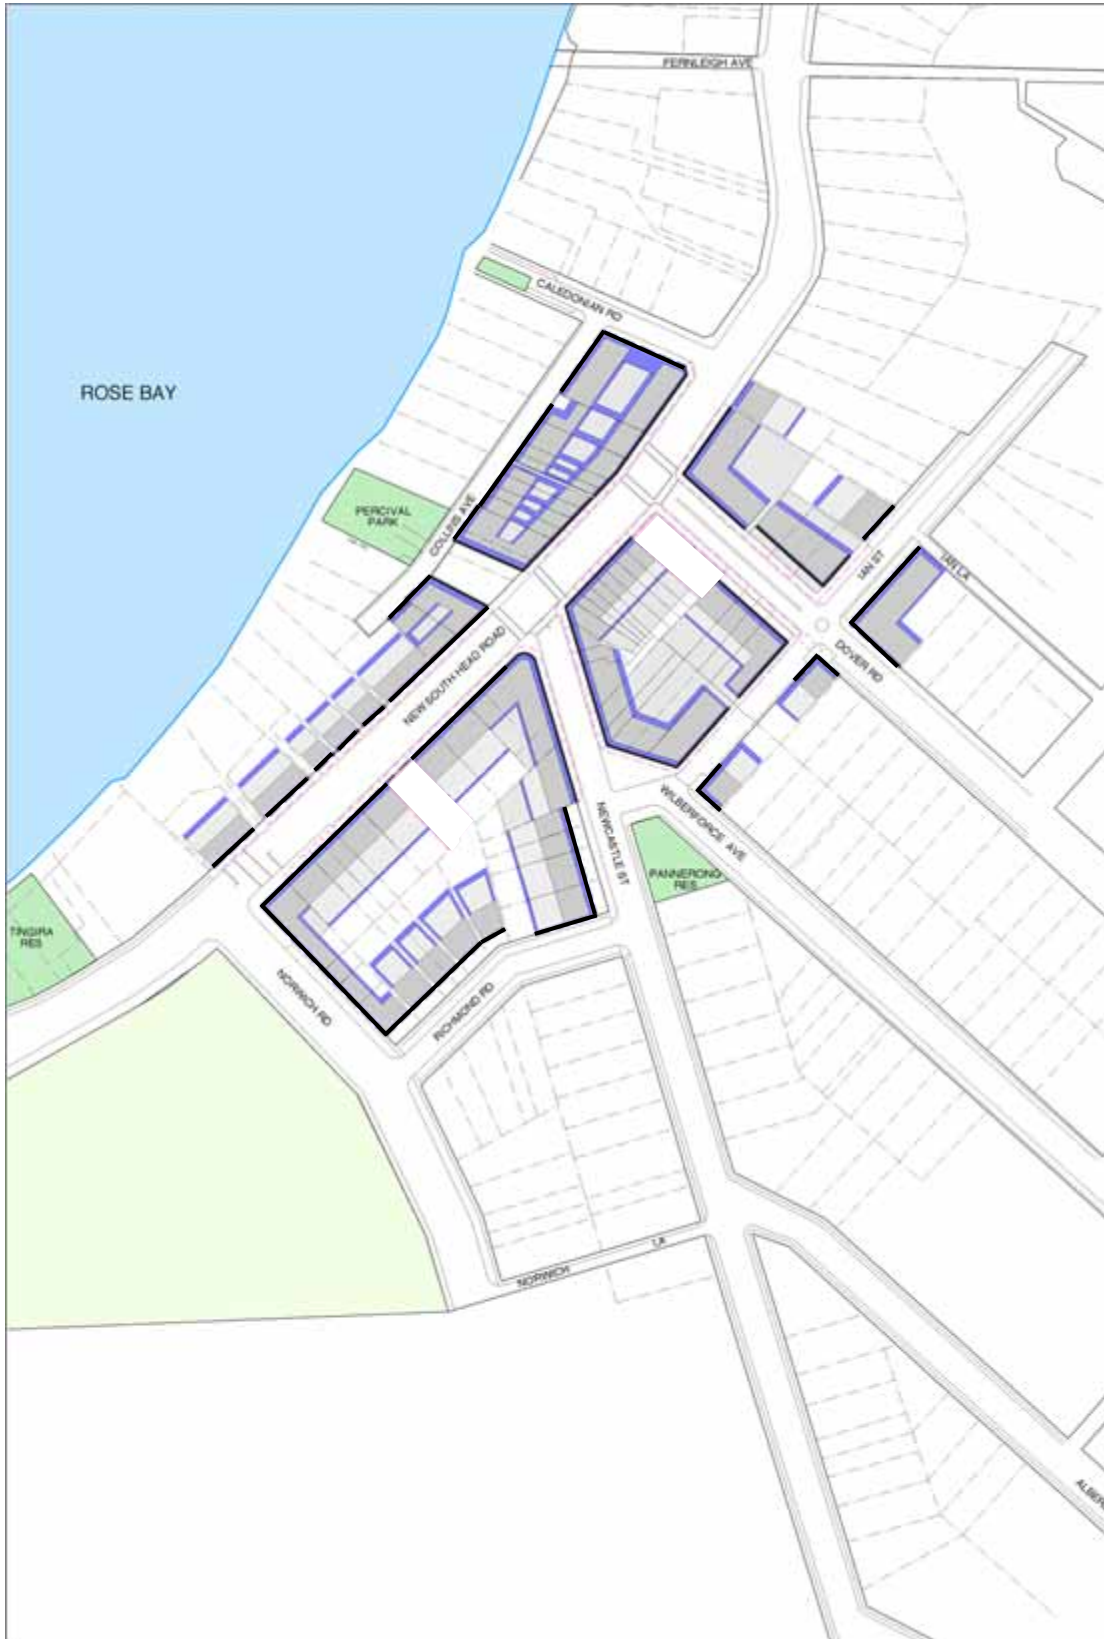 FERNLEIGH AVE
CALEDONIAN RD
ROSE BAY
PERCIVAL
PARK
COLLINS AVE
IAN ST
IAN LA
DOVER RD
NEW SOUTH HEAD ROAD
WILBERFORCE AVE
NEWCASTLE ST
PANNERONG
RES
TINGIRA
RES
NORWICH RD
RICHMOND RD
NORWICH LA
ALBER